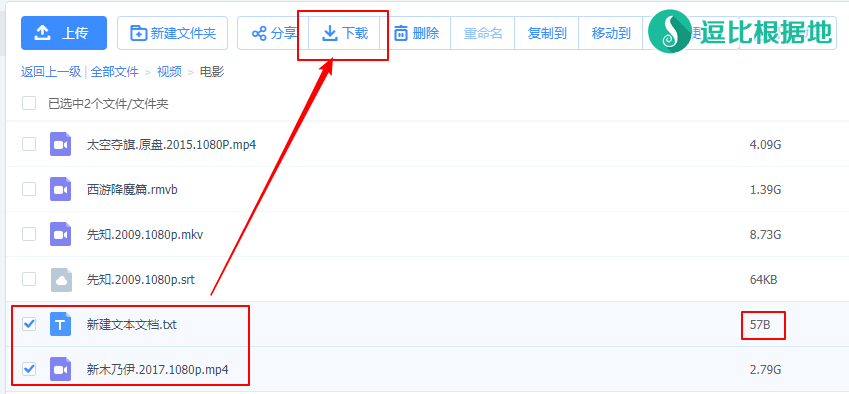 上传 新建文件夹 分享 下载 删除 重命名 复制到 移动到 逗比根据地
返回上一级 | 全部文件 > 视频 > 电影
已选中2个文件/文件夹
太空夺旗.原盘.2015.1080P.mp4 4.09G
西游降魔篇.rmvb 1.39G
先知.2009.1080p.mkv 8.73G
先知.2009.1080p.srt 64KB
新建文本文档.txt 57B
新木乃伊.2017.1080p.mp4 2.79G